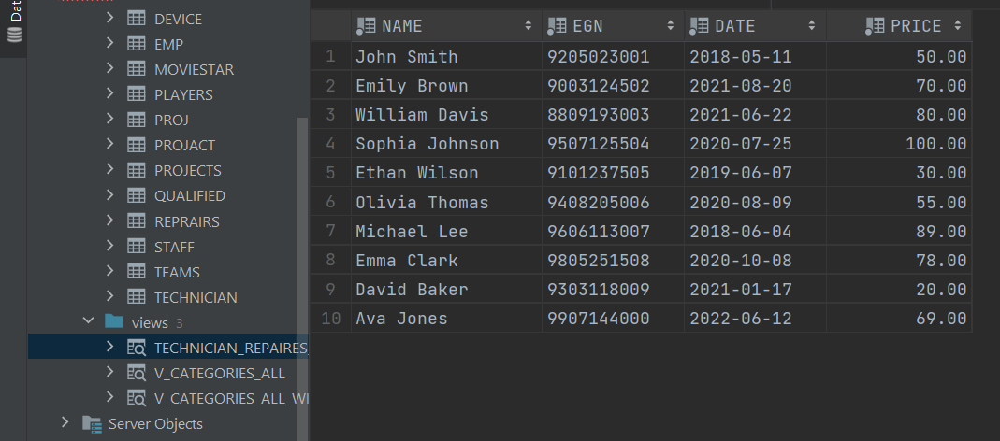 Dat
DEVICE
EMP
MOVIESTAR
PLAYERS
PROJ
PROJACT
PROJECTS
QUALIFIED
REPRAIRS
STAFF
TEAMS
TECHNICIAN
views 3
TECHNICIAN_REPAIRES
V_CATEGORIES_ALL
V_CATEGORIES_ALL_WI
Server Objects
NAME EGN DATE PRICE
1 John Smith 9205023001 2018-05-11 50.00
2 Emily Brown 9003124502 2021-08-20 70.00
3 William Davis 8809193003 2021-06-22 80.00
4 Sophia Johnson 9507125504 2020-07-25 100.00
5 Ethan Wilson 9101237505 2019-06-07 30.00
6 Olivia Thomas 9408205006 2020-08-09 55.00
7 Michael Lee 9606113007 2018-06-04 89.00
8 Emma Clark 9805251508 2020-10-08 78.00
9 David Baker 9303118009 2021-01-17 20.00
10 Ava Jones 9907144000 2022-06-12 69.00